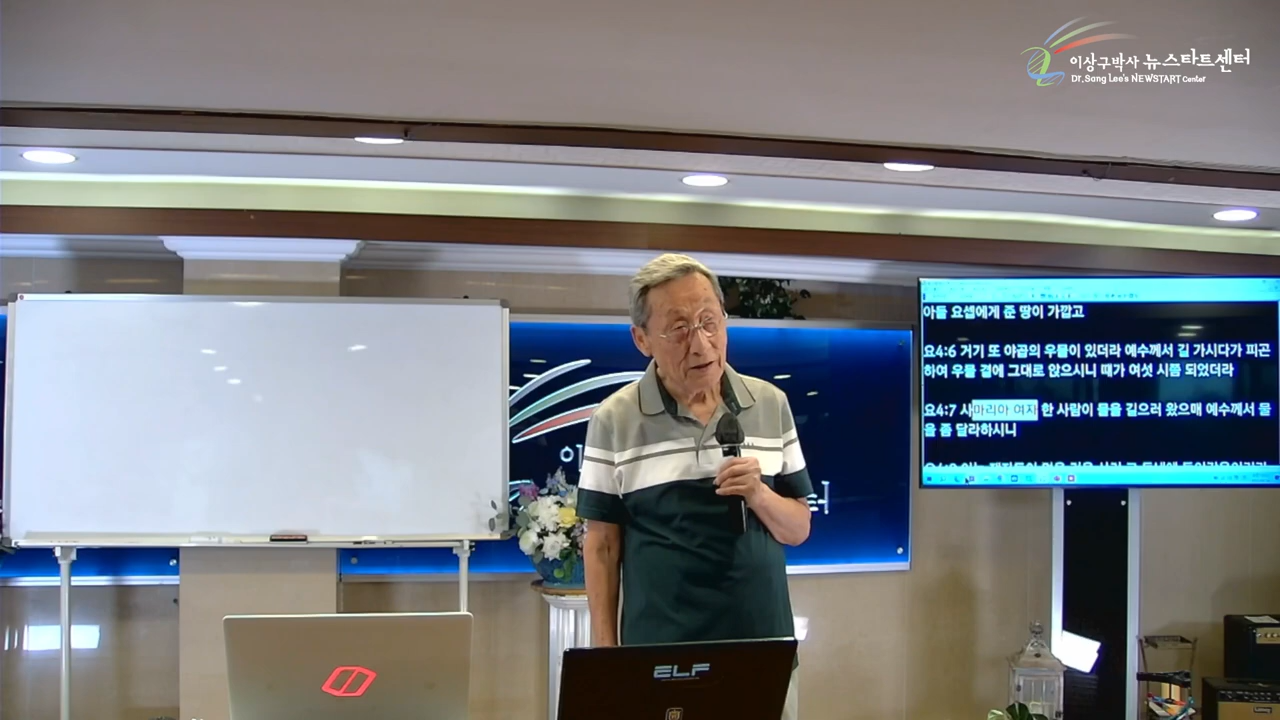 이상구박사 뉴스타트센터
Dr. Sang Lee's NEWSTART Center
아들 요셉에게 준 땅이 가깝고
요4:6 거기 또 야곱의 우물이 있더라 예수께서 길 가시다가 피곤
하여 우물 곁에 그대로 앉으시니 때가 여섯 시쯤 되었더라
요4:7 사마리아 여자 한 사람이 물을 길으러 왔으매 예수께서 물
을 좀 달라하시니
ELF